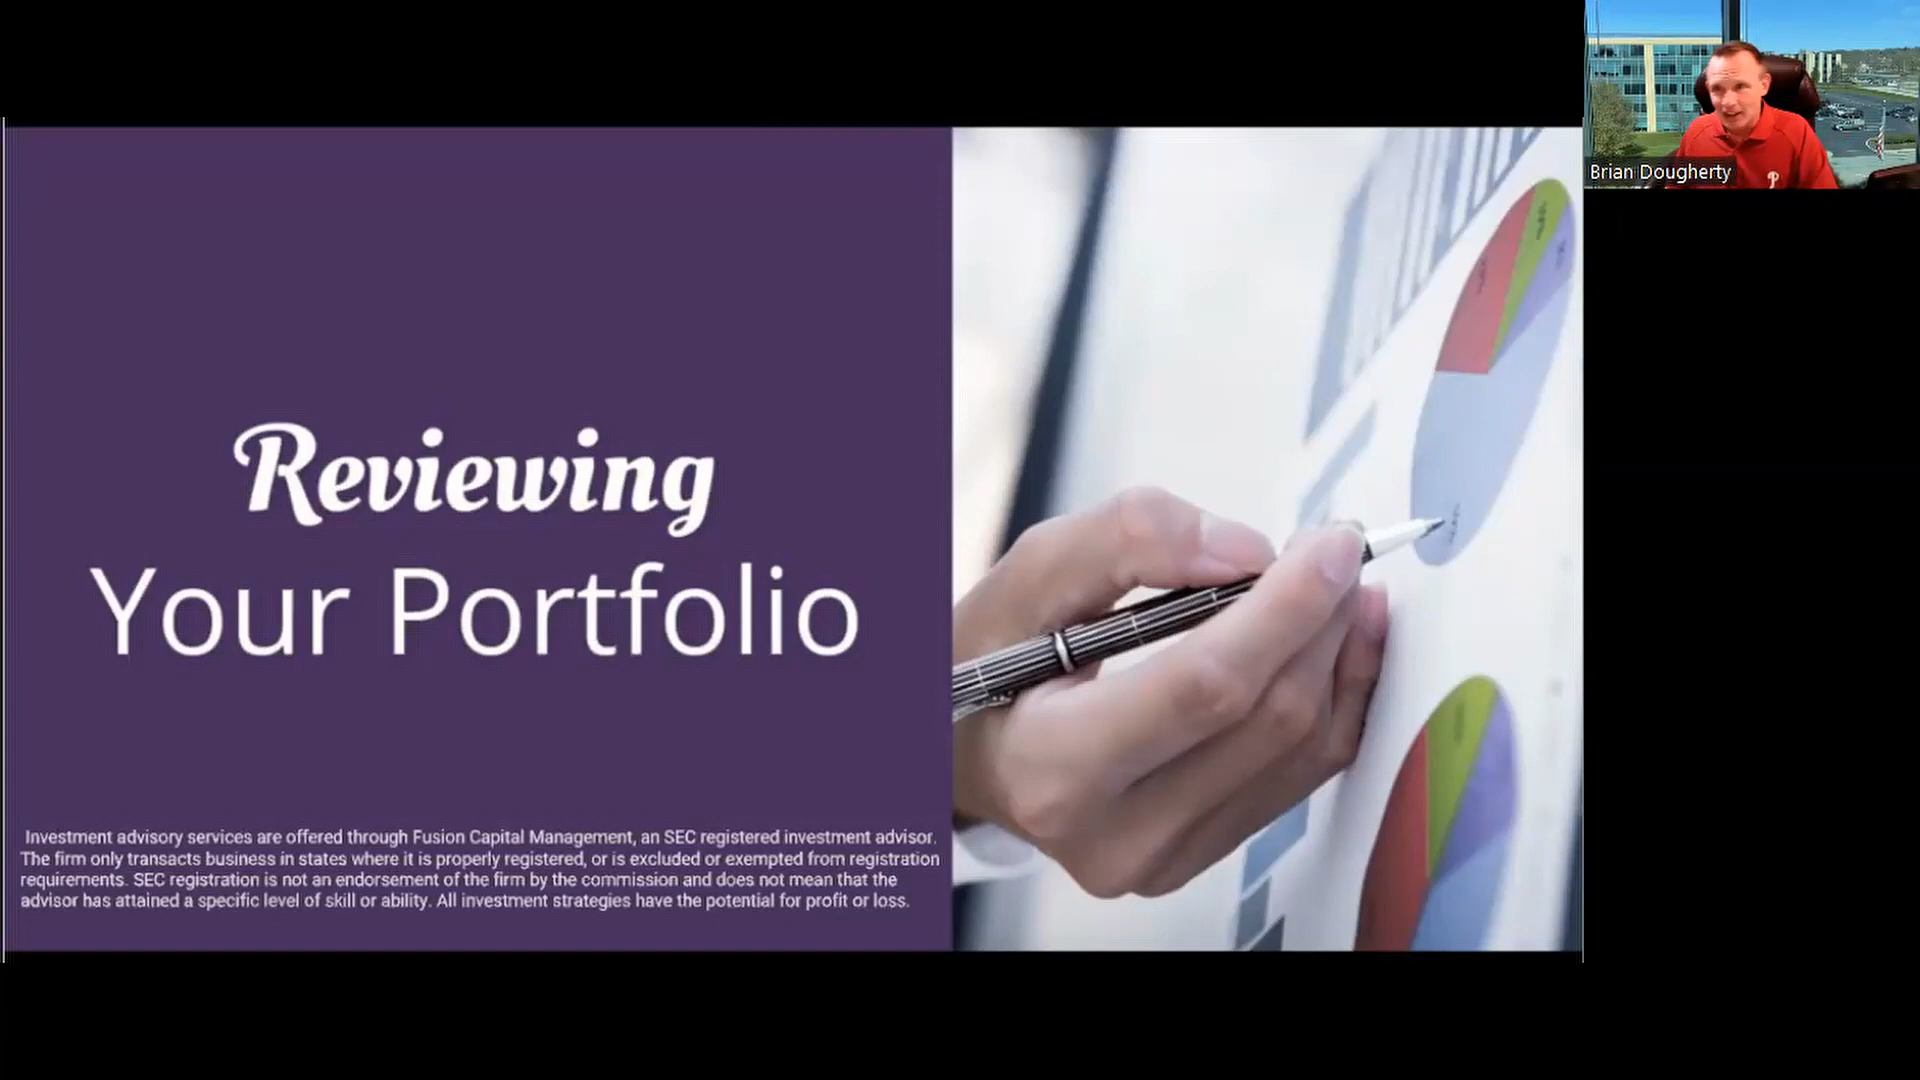 Brian Dougherty
Reviewing
Your Portfolio
Investment advisory services are offered through Fusion Capital Management, an SEC registered investment advisor.
The firm only transacts business in states where it is properly registered, or is excluded or exempted from registration
requirements. SEC registration is not an endorsement of the firm by the commission and does not mean that the
advisor has attained a specific level of skill or ability. All investment strategies have the potential for profit or loss.